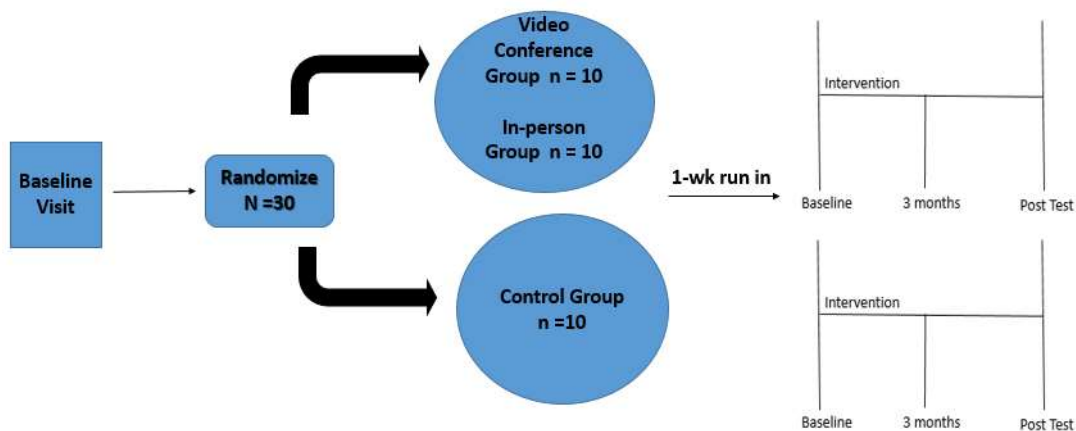 Baseline
Visit
Randomize
N =30
Video
Conference
Group n = 10
In-person
Group n = 10
Control Group
n =10
1-wk run in
Intervention
Baseline
3 months
Post Test
Intervention
Baseline
3 months
Post Test